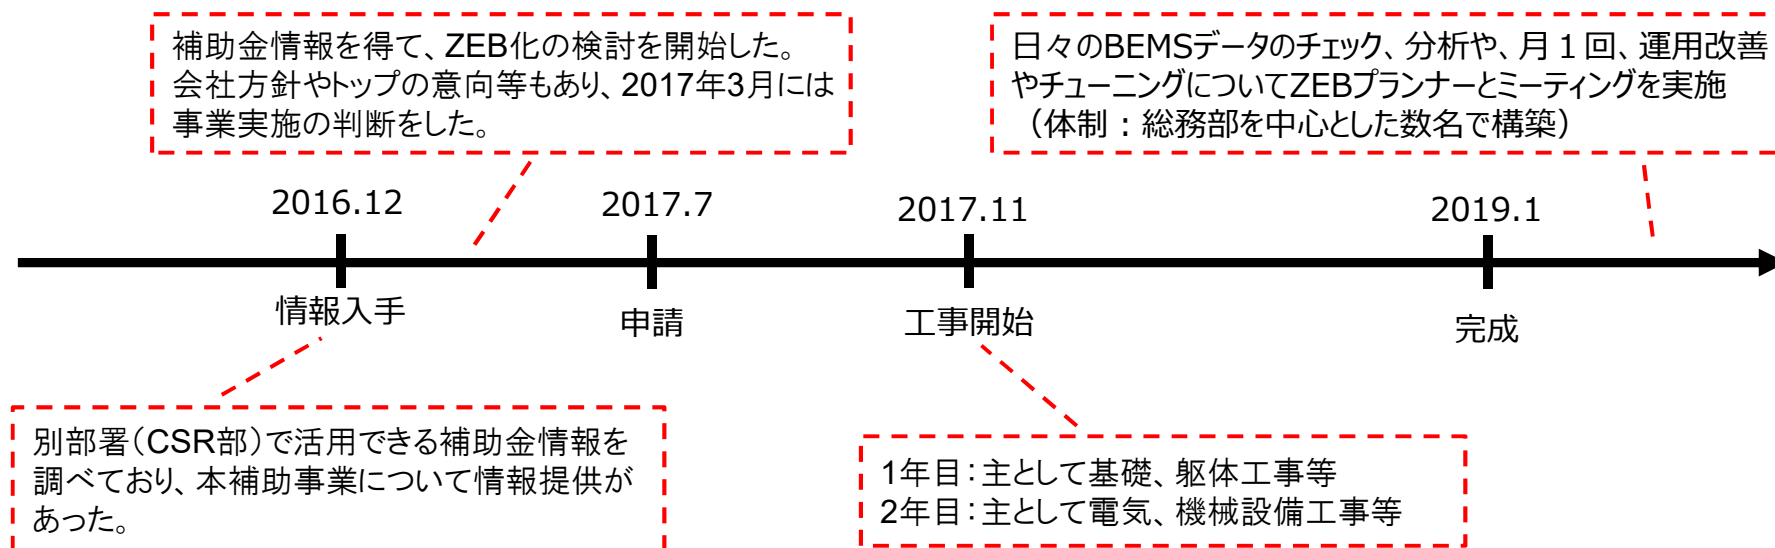 補助金情報を得て、ZEB化の検討を開始した。
会社方針やトップの意向等もあり、2017年3月には
事業実施の判断をした。
日々のBEMSデータのチェック、分析や、月１回、運用改善
やチューニングについてZEBプランナーとミーティングを実施
（体制：総務部を中心とした数名で構築）
2016.12
2017.7
2017.11
2019.1
情報入手
申請
工事開始
完成
別部署（CSR部）で活用できる補助金情報を
調べており、本補助事業について情報提供が
あった。
1年目：主として基礎、躯体工事等
2年目：主として電気、機械設備工事等